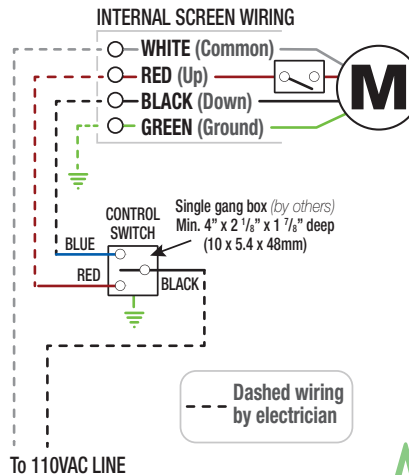 INTERNAL SCREEN WIRING
WHITE (Common)
RED (Up)
BLACK (Down)
GREEN (Ground)
M
CONTROL
SWITCH
Single gang box (by others)
Min. 4” x 2 1/8” x 1 7/8” deep
(10 x 5.4 x 48mm)
BLUE
RED
BLACK
Dashed wiring
by electrician
To 110VAC LINE